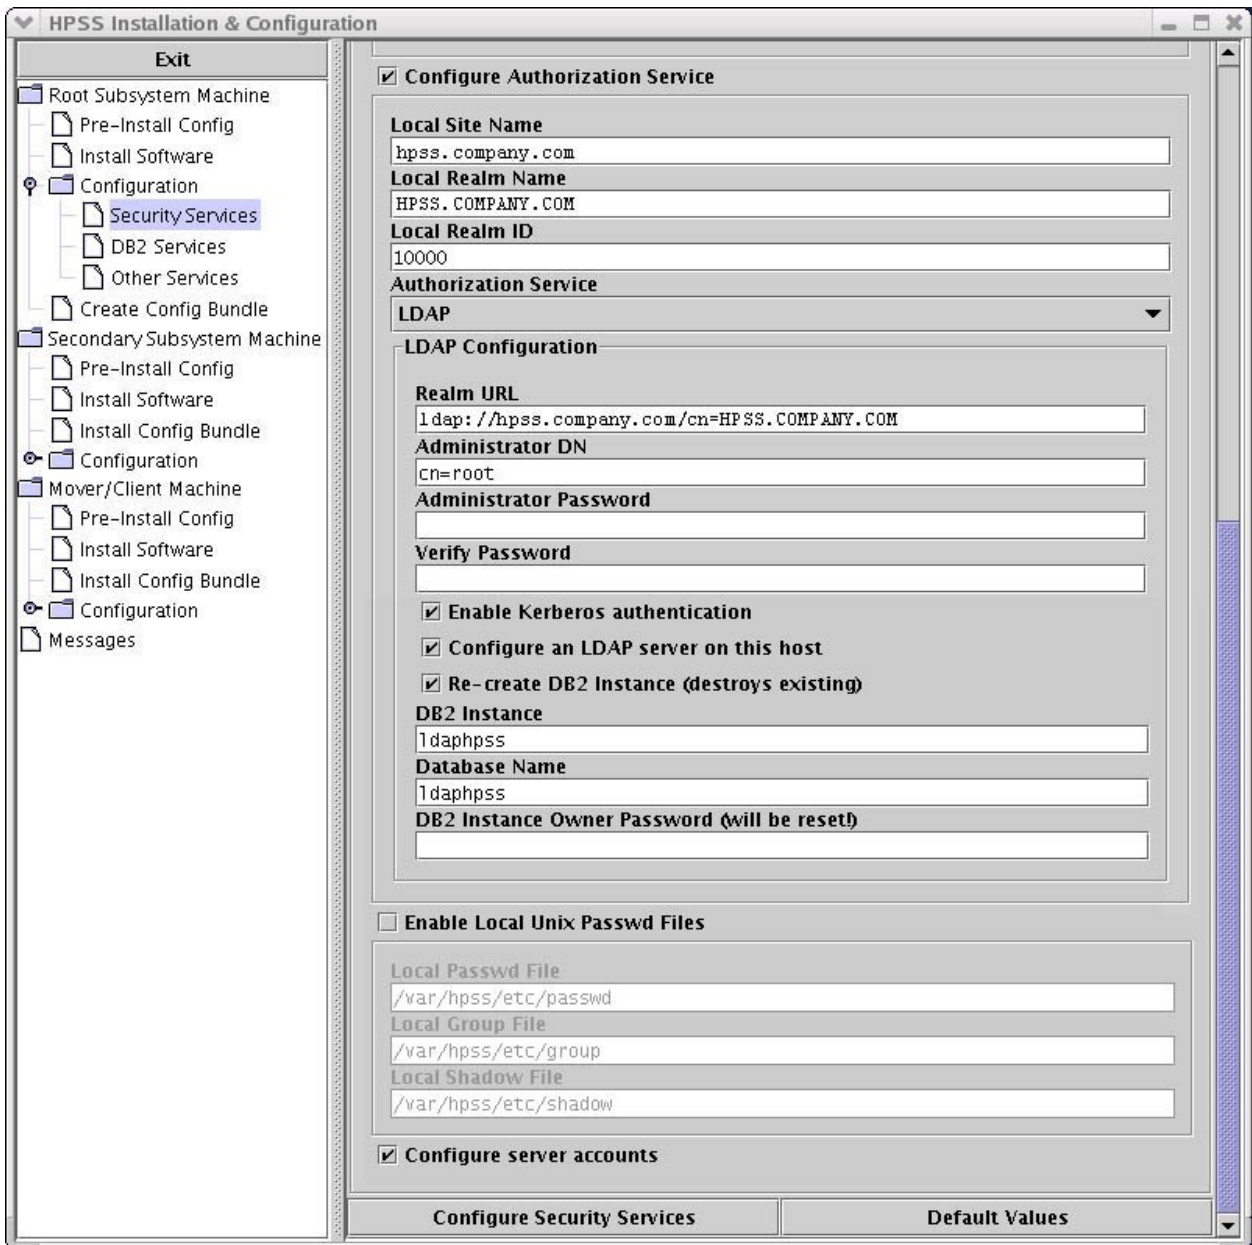 HPSS Installation & Configuration
Exit
Root Subsystem Machine
Pre-Install Config
Install Software
Configuration
Security Services
DB2 Services
Other Services
Create Config Bundle
Secondary Subsystem Machine
Pre-Install Config
Install Software
Install Config Bundle
Configuration
Mover/Client Machine
Pre-Install Config
Install Software
Install Config Bundle
Configuration
Messages
Configure Authorization Service
Local Site Name
hpss.company.com
Local Realm Name
HPSS.COMPANY.COM
Local Realm ID
10000
Authorization Service
LDAP
LDAP Configuration
Realm URL
ldap://hpss.company.com/cn=HPSS.COMPANY.COM
Administrator DN
cn=root
Administrator Password
Verify Password
Enable Kerberos authentication
Configure an LDAP server on this host
Re-create DB2 Instance (destroys existing)
DB2 Instance
ldaphpss
Database Name
ldaphpss
DB2 Instance Owner Password (will be reset!)
Enable Local Unix Passwd Files
Local Passwd File
/var/hpss/etc/passwd
Local Group File
/var/hpss/etc/group
Local Shadow File
/var/hpss/etc/shadow
Configure server accounts
Configure Security Services
Default Values